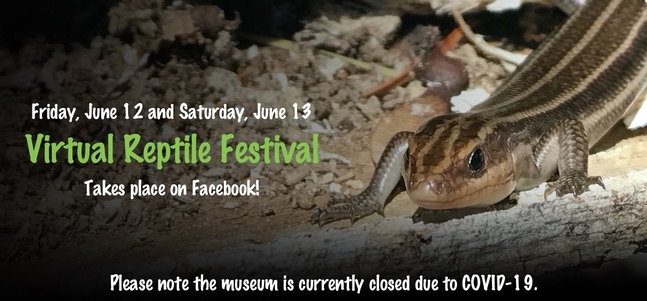 Friday, June 12 and Saturday, June 13
Virtual Reptile Festival
Takes place on Facebook!
Please note the museum is currently closed due to COVID-19.